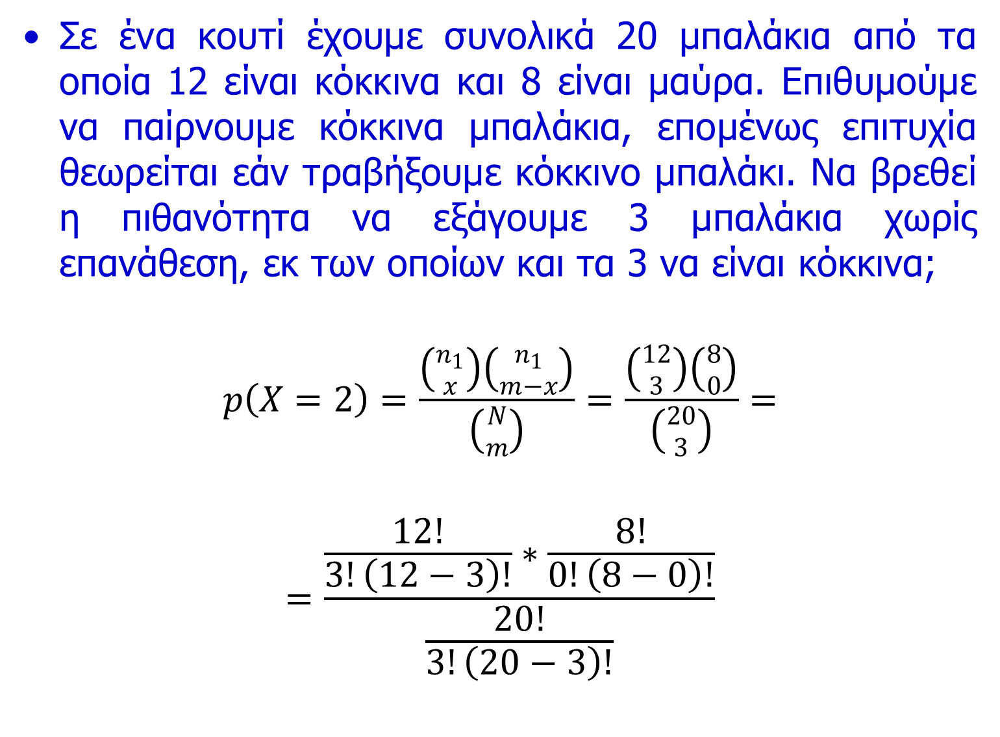 • Σε ένα κουτί έχουμε συνολικά 20 μπαλάκια από τα
οποία 12 είναι κόκκινα και 8 είναι μαύρα. Επιθυμούμε
να παίρνουμε κόκκινα μπαλάκια, επομένως επιτυχία
θεωρείται εάν τραβήξουμε κόκκινο μπαλάκι. Να βρεθεί
η πιθανότητα να εξάγουμε 3 μπαλάκια χωρίς
επανάθεση, εκ των οποίων και τα 3 να είναι κόκκινα;
$p(X = 2) = \frac{\binom{n_1}{x}\binom{n_1}{m-x}}{\binom{N}{m}} = \frac{\binom{12}{3}\binom{8}{0}}{\binom{20}{3}} =$
$= \frac{\frac{12!}{3!(12-3)!} * \frac{8!}{0!(8-0)!}}{\frac{20!}{3!(20-3)!}}$